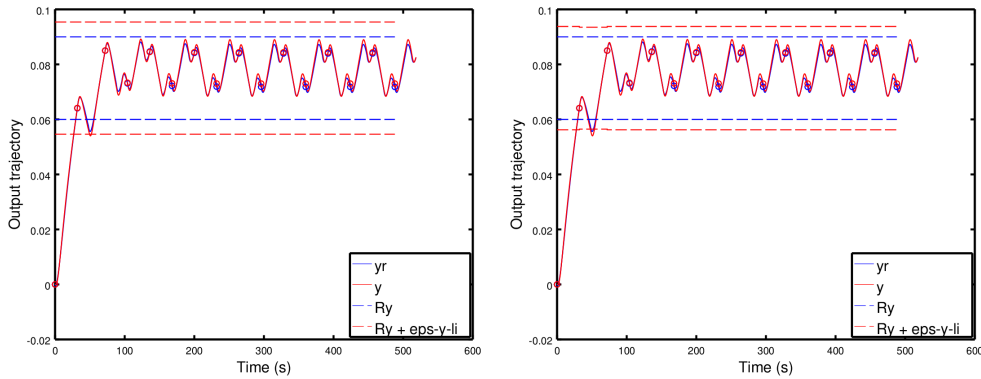 0.1
0.08
0.06
0.04
0.02
0
-0.02
Output trajectory
0 100 200 300 400 500 600
Time (s)
yr
y
Ry
Ry + eps-y-li
0.1
0.08
0.06
0.04
0.02
0
-0.02
Output trajectory
0 100 200 300 400 500 600
Time (s)
yr
y
Ry
Ry + eps-y-li